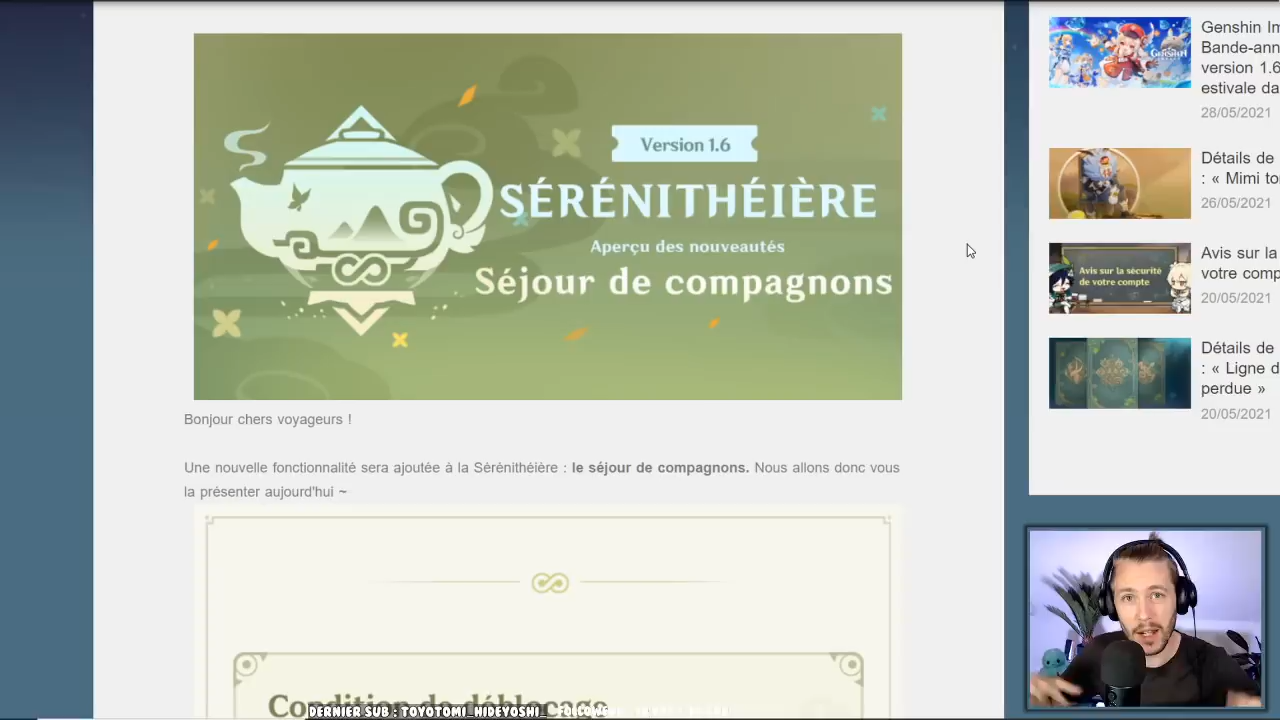 Version 1.6
SÉRÉNITHÉIÈRE
Aperçu des nouveautés
Séjour de compagnons
Bonjour chers voyageurs !
Une nouvelle fonctionnalité sera ajoutée à la Sérénithéière : le séjour de compagnons. Nous allons donc vous
la présenter aujourd'hui ~
Condition de déblocage
Genshin Im
Bande-ann
version 1.6
estivale da
28/05/2021
Détails de
: « Mimi to
26/05/2021
Avis sur la sécurité
de votre compte
Avis sur la
votre comp
20/05/2021
Détails de
: « Ligne d
perdue »
20/05/2021
DERNIER SUB : TOYOTOMI_HIDEYOSHI_